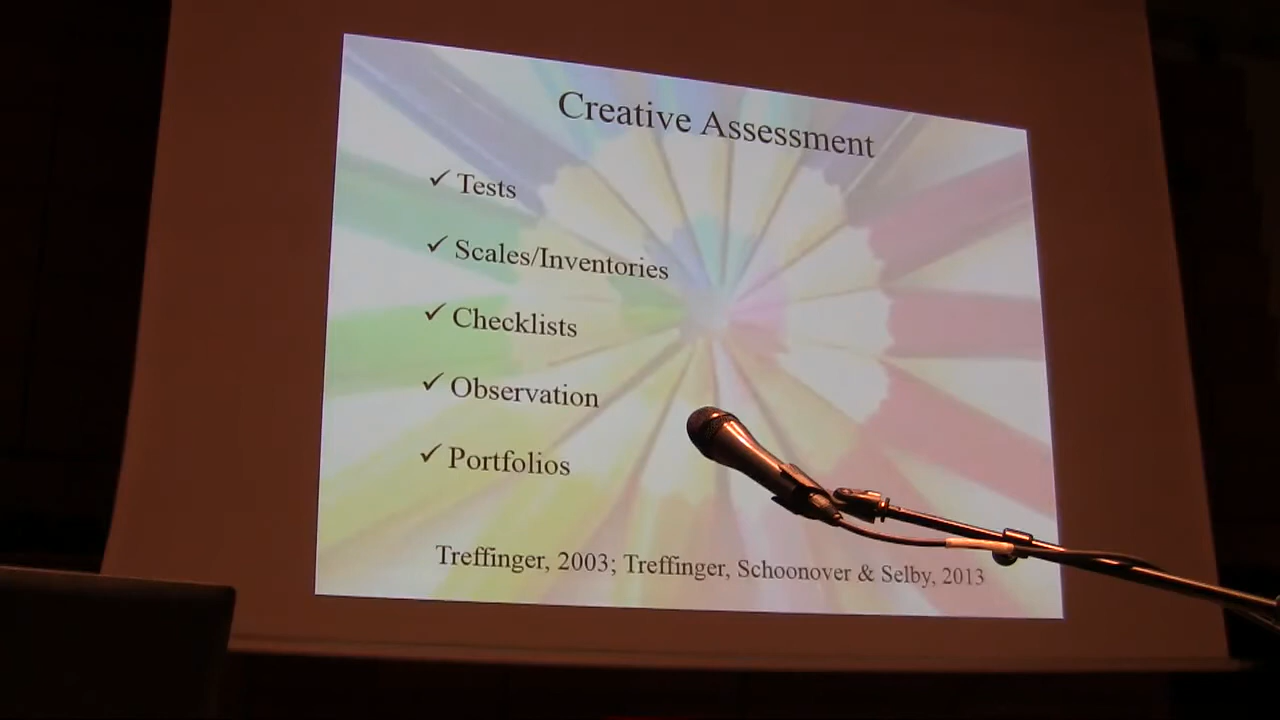 Creative Assessment
✓ Tests
✓ Scales/Inventories
✓ Checklists
✓ Observation
✓ Portfolios
Treffinger, 2003; Treffinger, Schoonover & Selby, 2013